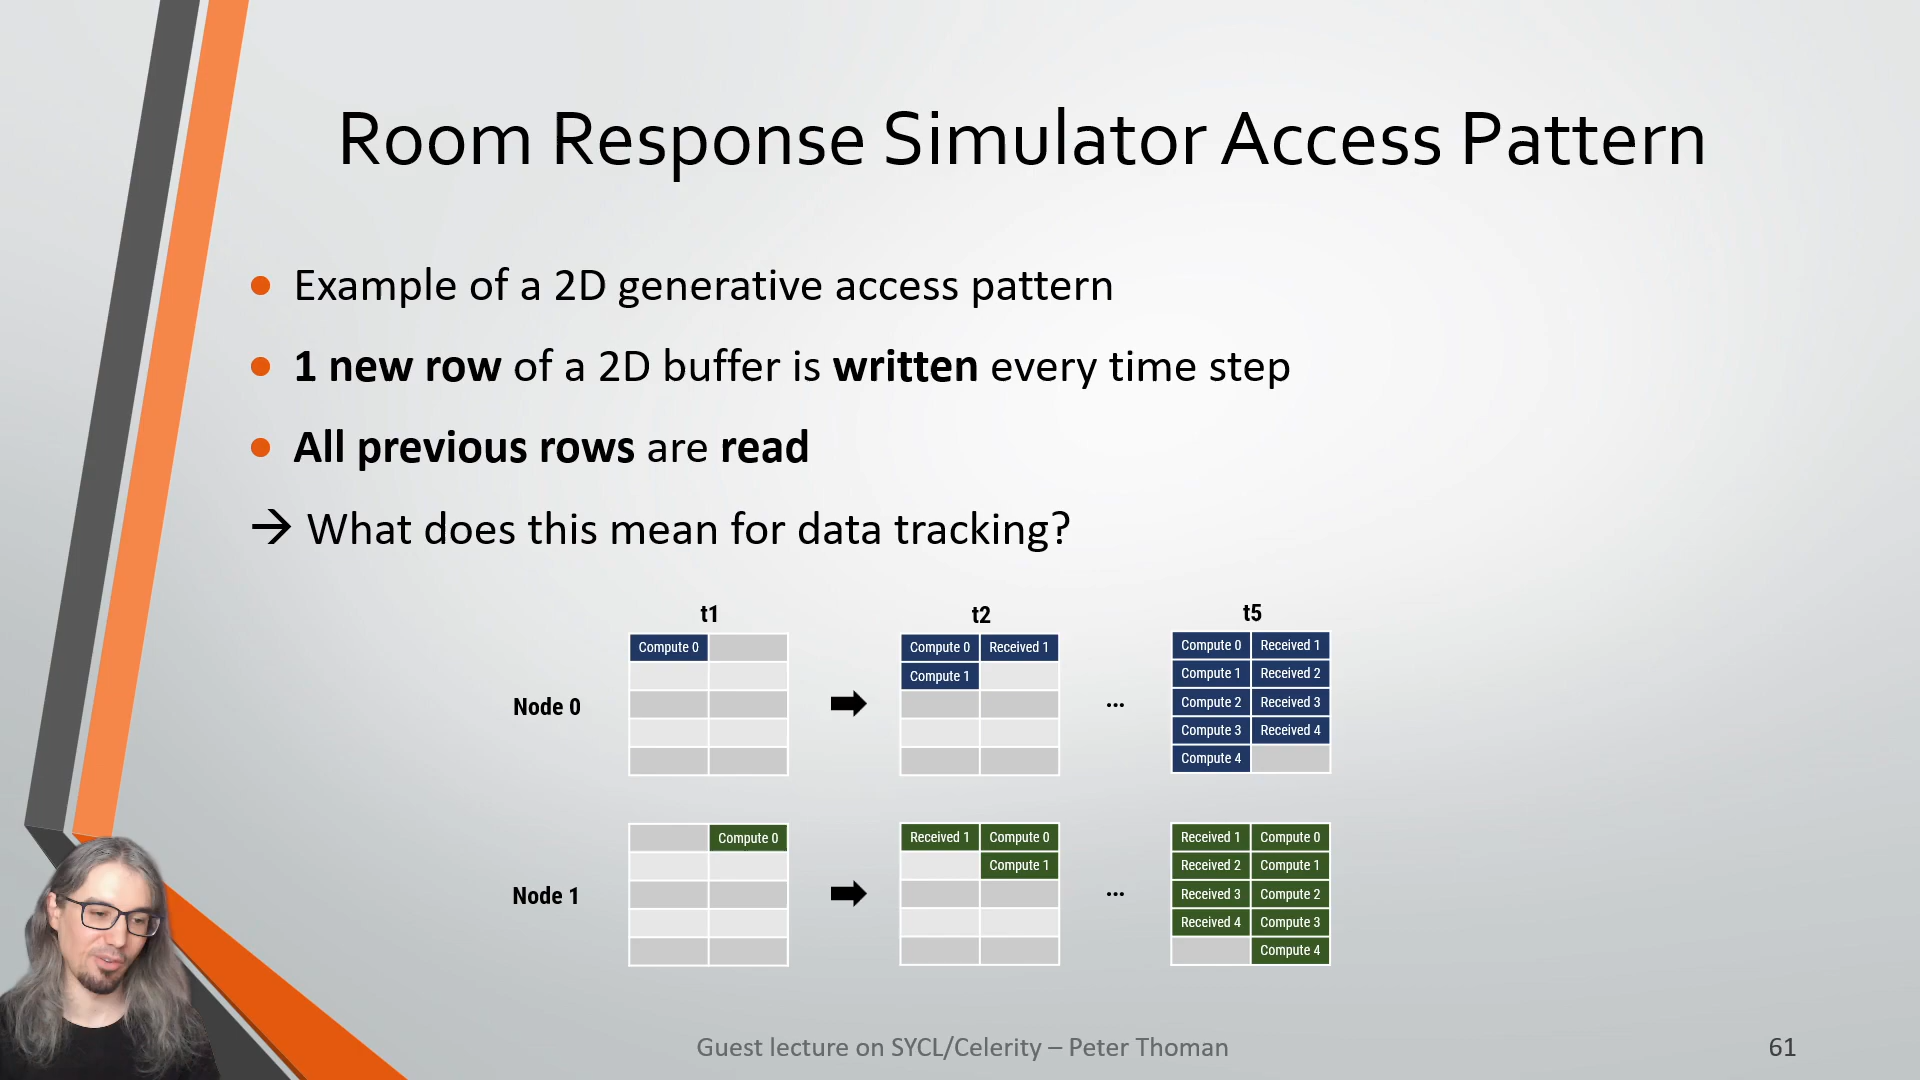 Room Response Simulator Access Pattern
• Example of a 2D generative access pattern
• 1 new row of a 2D buffer is written every time step
• All previous rows are read
→ What does this mean for data tracking?
t1 t2 t5
Node 0
Compute 0
Compute 0 Received 1
Compute 1
...
Compute 0 Received 1
Compute 1 Received 2
Compute 2 Received 3
Compute 3 Received 4
Compute 4
Node 1
Compute 0
Received 1 Compute 0
Compute 1
...
Received 1 Compute 0
Received 2 Compute 1
Received 3 Compute 2
Received 4 Compute 3
Compute 4
Guest lecture on SYCL/Celerity – Peter Thoman
61